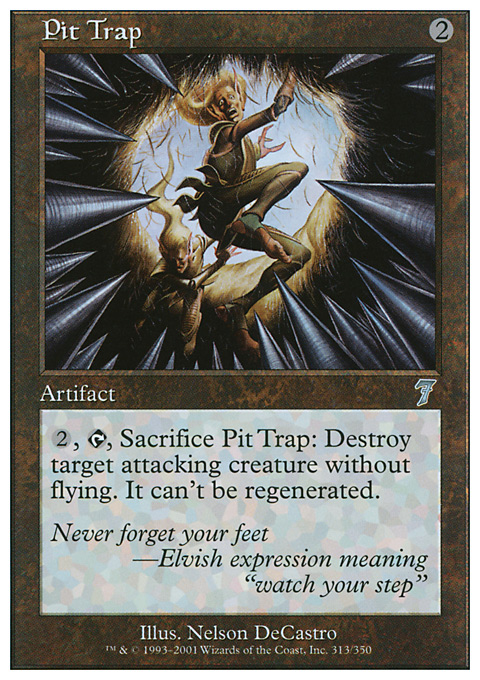 Pit Trap 2
Artifact
2, , Sacrifice Pit Trap: Destroy
target attacking creature without
flying. It can't be regenerated.
Never forget your feet
—Elvish expression meaning
“watch your step”
Illus. Nelson DeCastro
™ & © 1993–2001 Wizards of the Coast, Inc. 313/350